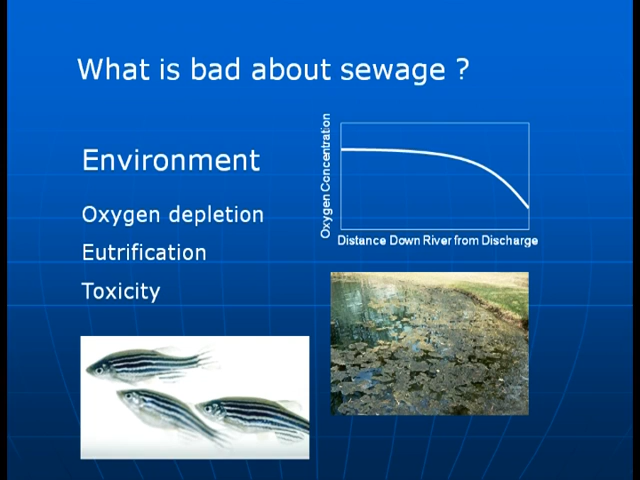 What is bad about sewage ?
Environment
Oxygen depletion
Eutrification
Toxicity
Oxygen Concentration
Distance Down River from Discharge